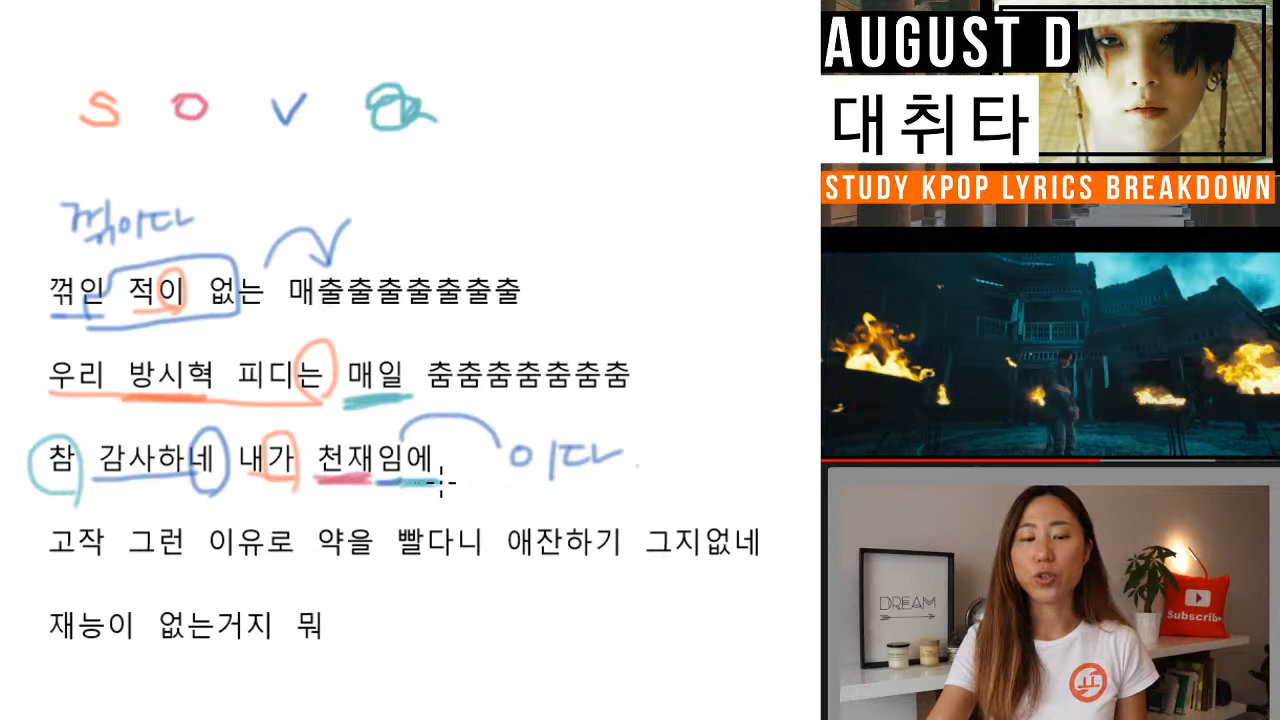 S O V
꺾이다
꺾인 적이 없는 매출출출출출출출
우리 방시혁 피디는 매일 춤춤춤춤춤춤춤
참 감사하네 내가 천재임에
이다
고작 그런 이유로 약을 빨다니 애잔하기 그지없네
재능이 없는거지 뭐
AUGUST D
대취타
STUDY KPOP LYRICS BREAKDOWN
DREAM
Subscribe